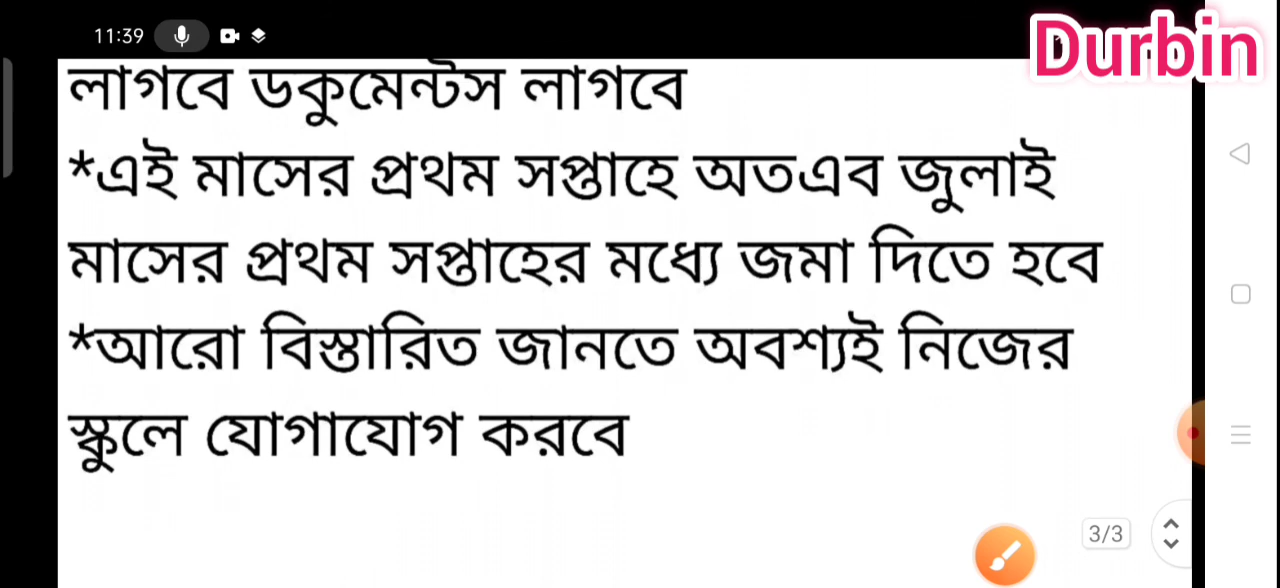 11:39
Durbin
লাগবে ডকুমেন্টস লাগবে
*এই মাসের প্রথম সপ্তাহে অতএব জুলাই
মাসের প্রথম সপ্তাহের মধ্যে জমা দিতে হবে
*আরো বিস্তারিত জানতে অবশ্যই নিজের
স্কুলে যোগাযোগ করবে
3/3